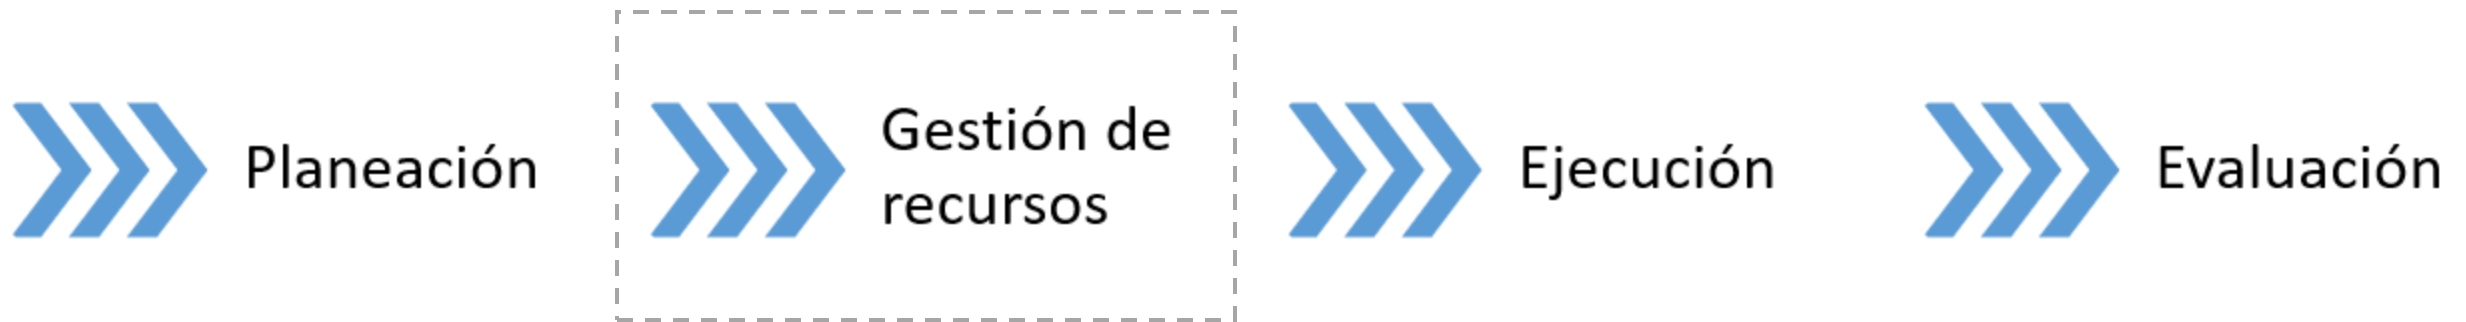 Planeación
Gestión de
recursos
Ejecución
Evaluación